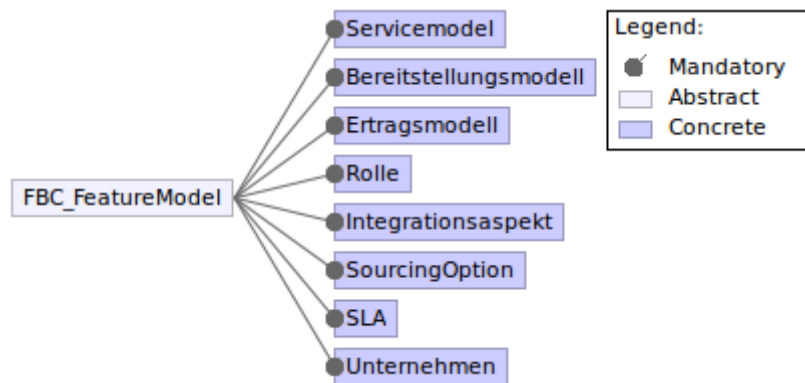 Servicemodel
Bereitstellungsmodell
Ertragsmodell
Rolle
FBC_FeatureModel
Integrationsaspekt
SourcingOption
SLA
Unternehmen
Legend:
Mandatory
Abstract
Concrete